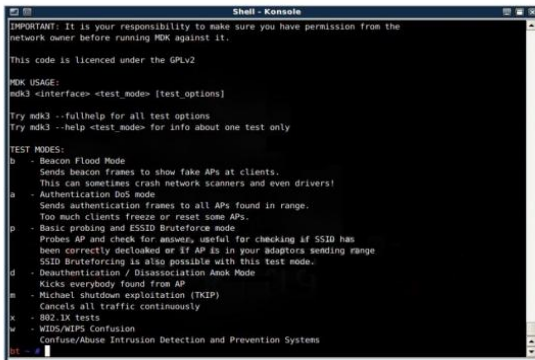 Shell - Konsole
IMPORTANT: It is your responsibility to make sure you have permission from the
network owner before running MDK against it.
This code is licenced under the GPLv2
MDK USAGE:
mdk3 <interface> <test_mode> [test_options]
Try mdk3 --fullhelp for all test options
Try mdk3 --help <test_mode> for info about one test only
TEST MODES:
b   - Beacon Flood Mode
      Sends beacon frames to show fake APs at clients.
      This can sometimes crash network scanners and even drivers!
a   - Authentication DoS mode
      Sends authentication frames to all APs found in range.
      Too much clients freeze or reset some APs.
p   - Basic probing and ESSID Bruteforce mode
      Probes AP and check for answer, useful for checking if SSID has
      been correctly decloaked or if AP is in your adaptors sending range
      SSID Bruteforcing is also possible with this test mode.
d   - Deauthentication / Disassociation Amok Mode
      Kicks everybody found from AP
m   - Michael shutdown exploitation (TKIP)
      Cancels all traffic continuously
x   - 802.1X tests
w   - WIDS/WIPS Confusion
      Confuse/Abuse Intrusion Detection and Prevention Systems
bt ~ #